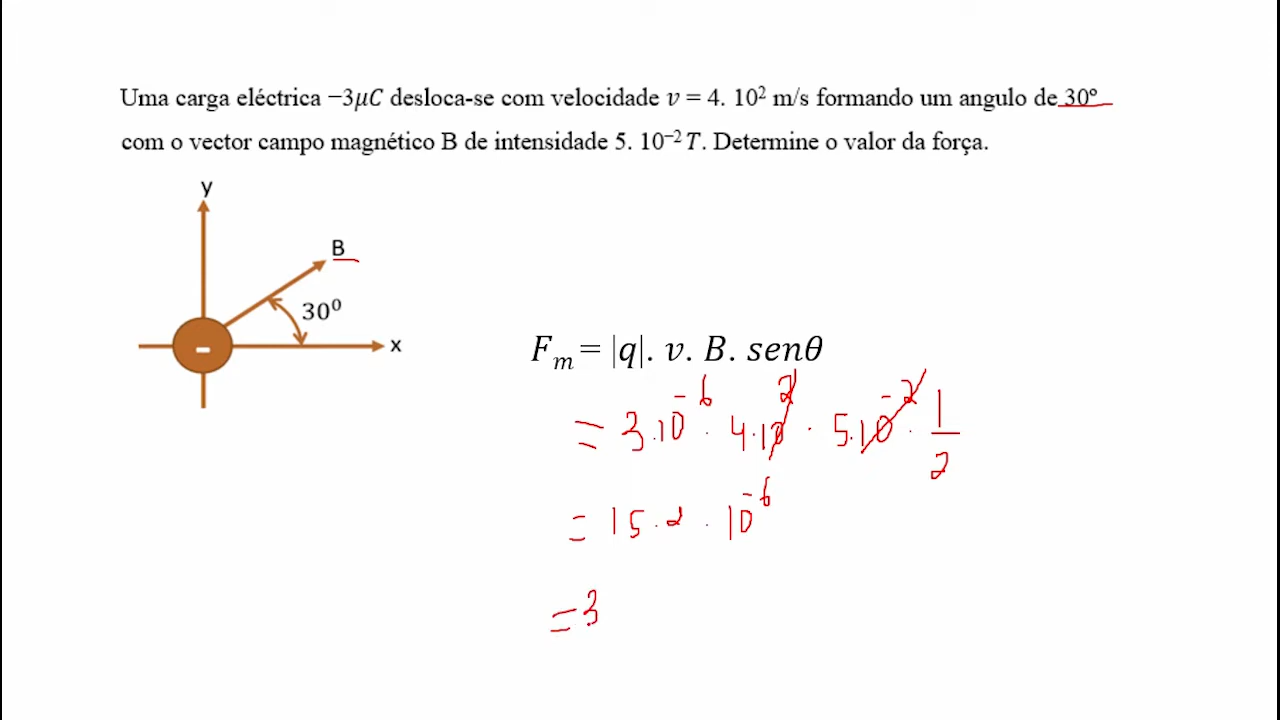 Uma carga eléctrica −3μC desloca-se com velocidade v = 4. 10² m/s formando um angulo de 30º
com o vector campo magnético B de intensidade 5. 10⁻² T. Determine o valor da força.
y
B
30⁰
x
-
Fₘ = |q|. v. B. senθ
= 3.10⁻⁶ . 4.10² . 5.10⁻² . 1/2
= 15 . 2 . 10⁻⁶
= 3